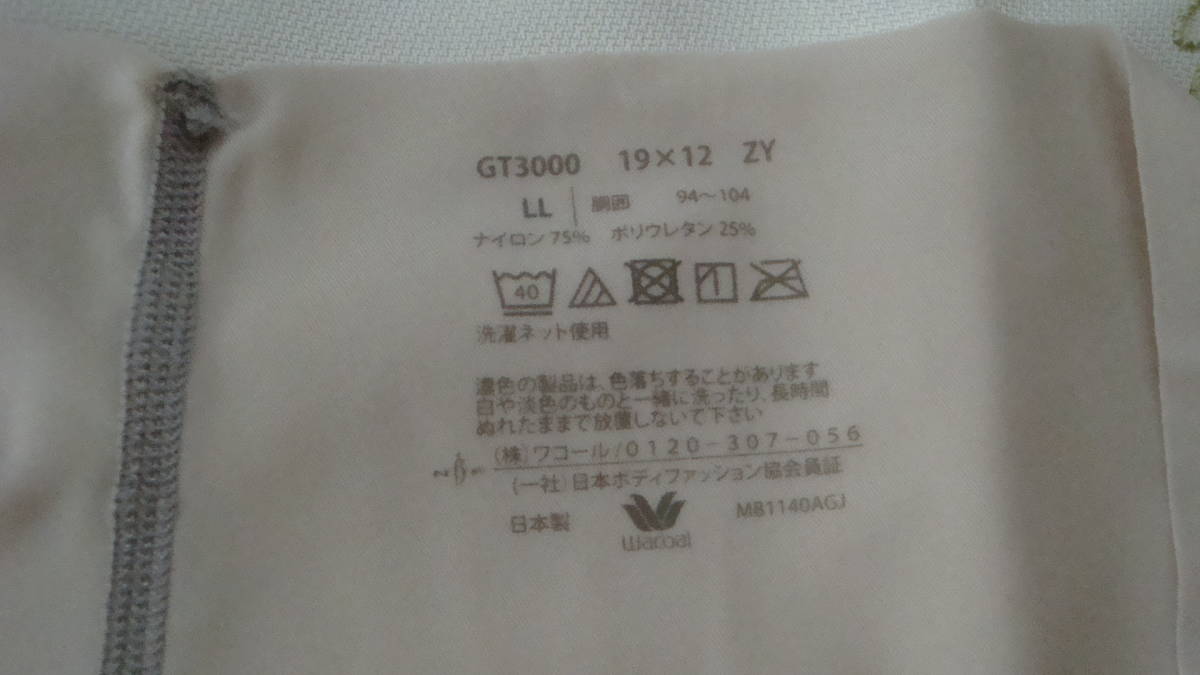 GT3000 19×12 ZY
LL 胴囲 94～104
ナイロン 75% ポリウレタン 25%
40
洗濯ネット使用
濃色の製品は、色落ちすることがあります
白や淡色のものと一緒に洗ったり、長時間
ぬれたままで放置しないで下さい
(株)ワコール/0120-307-056
(一社)日本ボディファッション協会員証
日本製 Wacoal MB1140AGJ